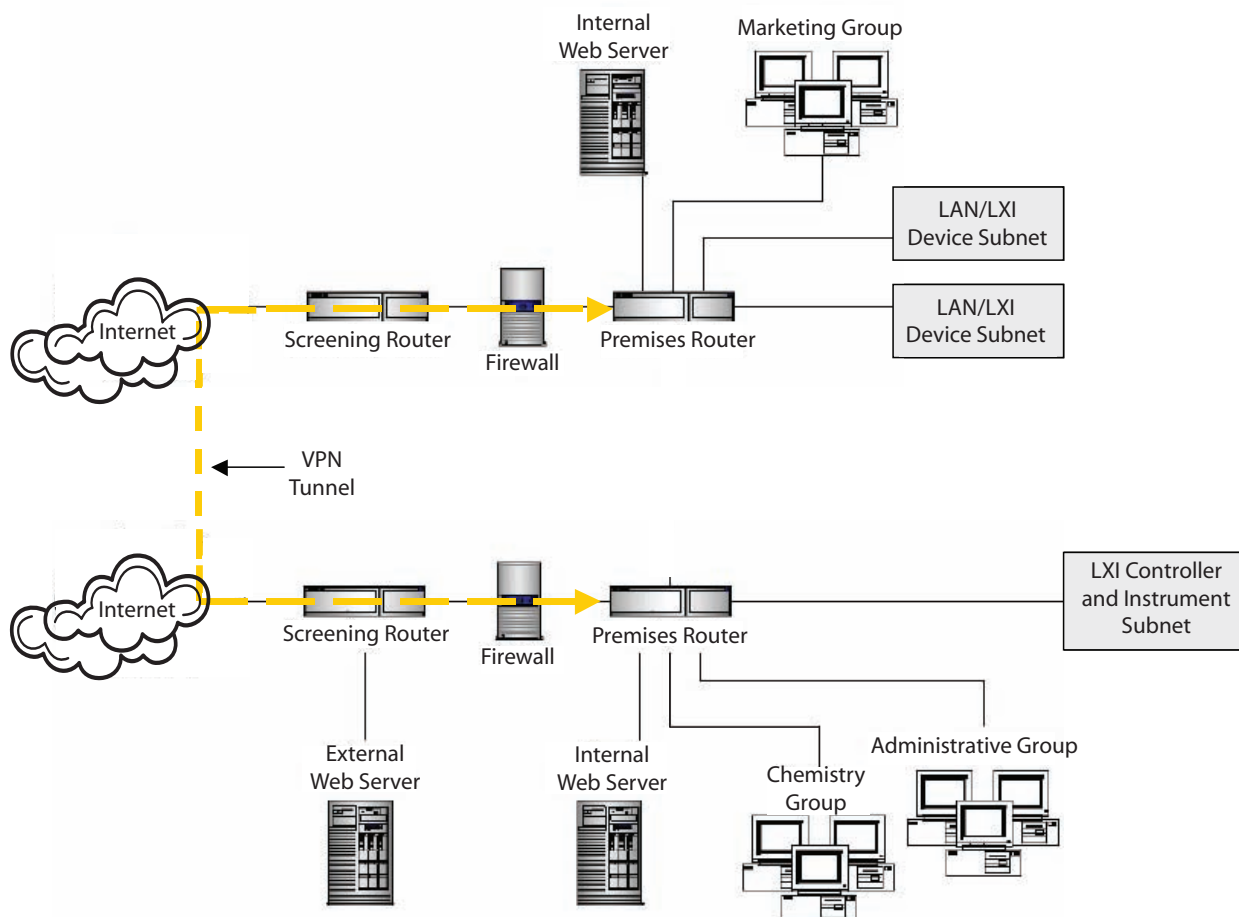 Internal
Web Server
Marketing Group
LAN/LXI
Device Subnet
Internet
Screening Router
Firewall
Premises Router
LAN/LXI
Device Subnet
VPN
Tunnel
Internet
Screening Router
Firewall
Premises Router
LXI Controller
and Instrument
Subnet
External
Web Server
Internal
Web Server
Chemistry
Group
Administrative Group